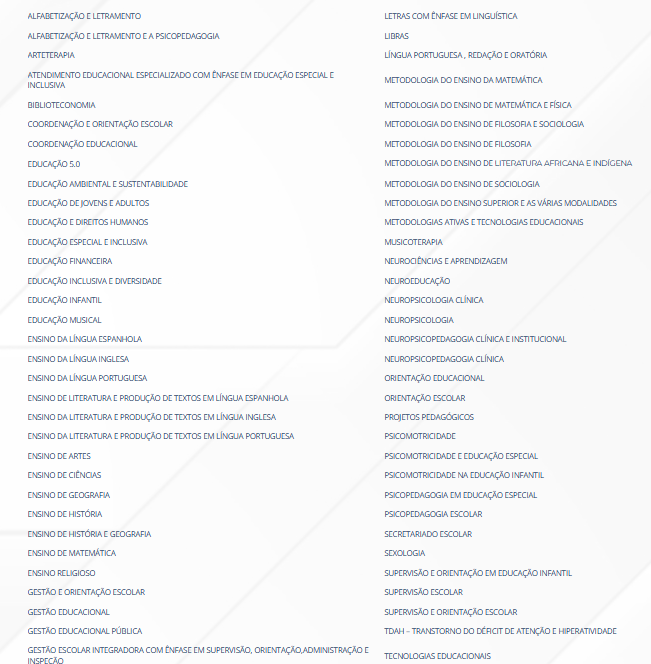 ALFABETIZAÇÃO E LETRAMENTO
ALFABETIZAÇÃO E LETRAMENTO E A PSICOPEDAGOGIA
ARTETERAPIA
ATENDIMENTO EDUCACIONAL ESPECIALIZADO COM ÊNFASE EM EDUCAÇÃO ESPECIAL E
INCLUSIVA
BIBLIOTECONOMIA
COORDENAÇÃO E ORIENTAÇÃO ESCOLAR
COORDENAÇÃO EDUCACIONAL
EDUCAÇÃO 5.0
EDUCAÇÃO AMBIENTAL E SUSTENTABILIDADE
EDUCAÇÃO DE JOVENS E ADULTOS
EDUCAÇÃO E DIREITOS HUMANOS
EDUCAÇÃO ESPECIAL E INCLUSIVA
EDUCAÇÃO FINANCEIRA
EDUCAÇÃO INCLUSIVA E DIVERSIDADE
EDUCAÇÃO INFANTIL
EDUCAÇÃO MUSICAL
ENSINO DA LÍNGUA ESPANHOLA
ENSINO DA LÍNGUA INGLESA
ENSINO DA LÍNGUA PORTUGUESA
ENSINO DE LITERATURA E PRODUÇÃO DE TEXTOS EM LÍNGUA ESPANHOLA
ENSINO DA LITERATURA E PRODUÇÃO DE TEXTOS EM LÍNGUA INGLESA
ENSINO DA LITERATURA E PRODUÇÃO DE TEXTOS EM LÍNGUA PORTUGUESA
ENSINO DE ARTES
ENSINO DE CIÊNCIAS
ENSINO DE GEOGRAFIA
ENSINO DE HISTÓRIA
ENSINO DE HISTÓRIA E GEOGRAFIA
ENSINO DE MATEMÁTICA
ENSINO RELIGIOSO
GESTÃO E ORIENTAÇÃO ESCOLAR
GESTÃO EDUCACIONAL
GESTÃO EDUCACIONAL PÚBLICA
GESTÃO ESCOLAR INTEGRADORA COM ÊNFASE EM SUPERVISÃO, ORIENTAÇÃO,ADMINISTRAÇÃO E
INSPEÇÃO
LETRAS COM ÊNFASE EM LINGUÍSTICA
LIBRAS
LÍNGUA PORTUGUESA , REDAÇÃO E ORATÓRIA
METODOLOGIA DO ENSINO DA MATEMÁTICA
METODOLOGIA DO ENSINO DE MATEMÁTICA E FÍSICA
METODOLOGIA DO ENSINO DE FILOSOFIA E SOCIOLOGIA
METODOLOGIA DO ENSINO DE FILOSOFIA
METODOLOGIA DO ENSINO DE LITERATURA AFRICANA E INDÍGENA
METODOLOGIA DO ENSINO DE SOCIOLOGIA
METODOLOGIA DO ENSINO SUPERIOR E AS VÁRIAS MODALIDADES
METODOLOGIAS ATIVAS E TECNOLOGIAS EDUCACIONAIS
MUSICOTERAPIA
NEUROCIÊNCIAS E APRENDIZAGEM
NEUROEDUCAÇÃO
NEUROPSICOLOGIA CLÍNICA
NEUROPSICOLOGIA
NEUROPSICOPEDAGOGIA CLÍNICA E INSTITUCIONAL
NEUROPSICOPEDAGOGIA CLÍNICA
ORIENTAÇÃO EDUCACIONAL
ORIENTAÇÃO ESCOLAR
PROJETOS PEDAGÓGICOS
PSICOMOTRICIDADE
PSICOMOTRICIDADE E EDUCAÇÃO ESPECIAL
PSICOMOTRICIDADE NA EDUCAÇÃO INFANTIL
PSICOPEDAGOGIA EM EDUCAÇÃO ESPECIAL
PSICOPEDAGOGIA ESCOLAR
SECRETARIADO ESCOLAR
SEXOLOGIA
SUPERVISÃO E ORIENTAÇÃO EM EDUCAÇÃO INFANTIL
SUPERVISÃO ESCOLAR
SUPERVISÃO E ORIENTAÇÃO ESCOLAR
TDAH – TRANSTORNO DO DÉFICIT DE ATENÇÃO E HIPERATIVIDADE
TECNOLOGIAS EDUCACIONAIS